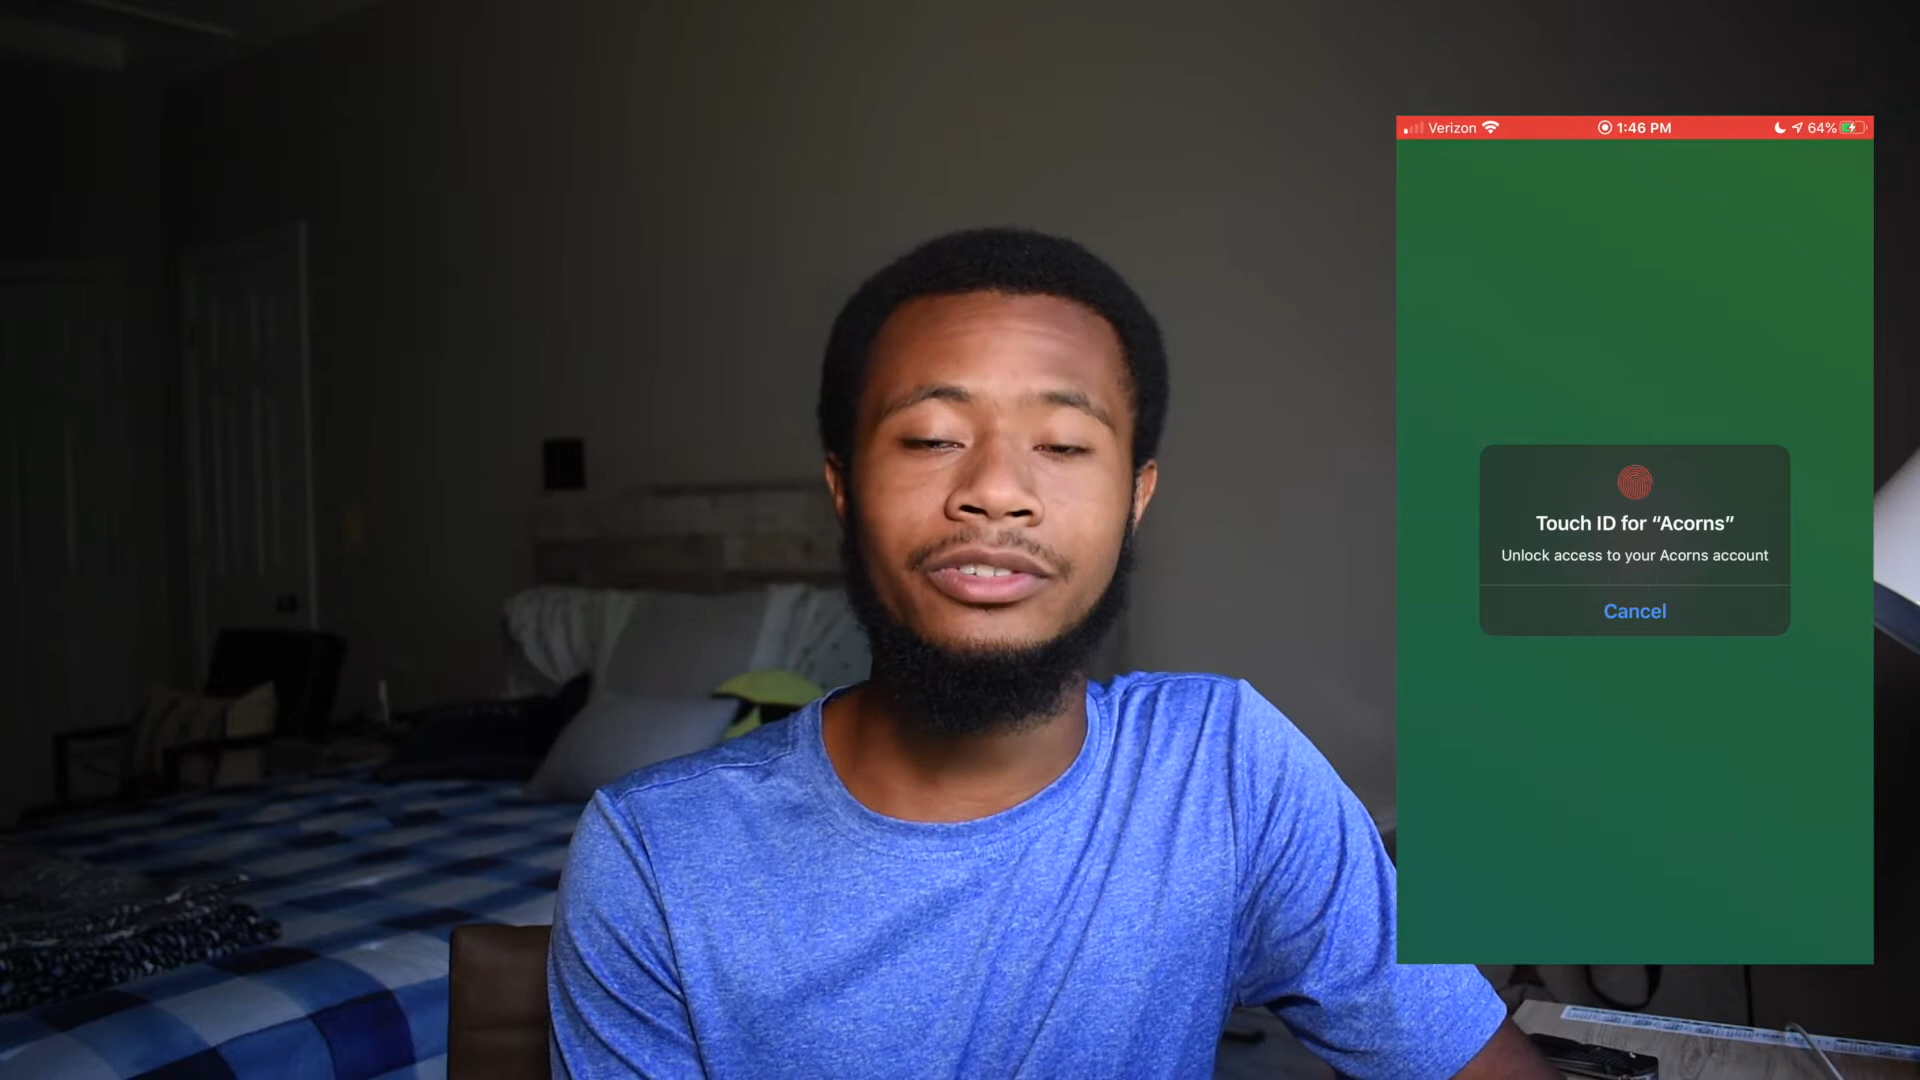 Verizon 1:46 PM 64%
Touch ID for “Acorns”
Unlock access to your Acorns account
Cancel